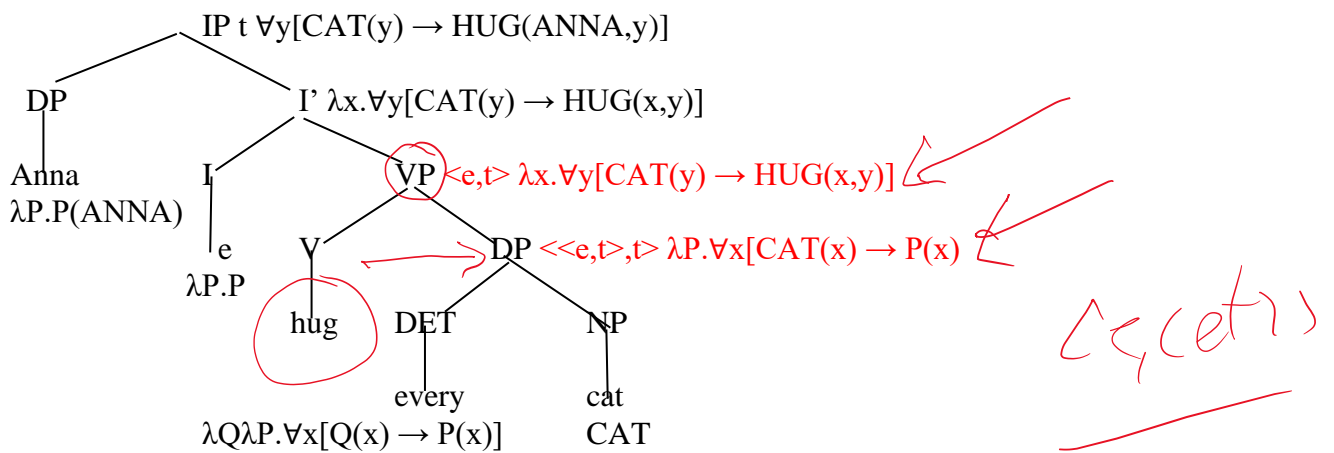 IP t ∀y[CAT(y) → HUG(ANNA,y)]
DP I’ λx.∀y[CAT(y) → HUG(x,y)]
Anna I VP <e,t> λx.∀y[CAT(y) → HUG(x,y)]
λP.P(ANNA)
e V DP <<e,t>,t> λP.∀x[CAT(x) → P(x)
λP.P
hug DET NP
every cat
λQλP.∀x[Q(x) → P(x)] CAT